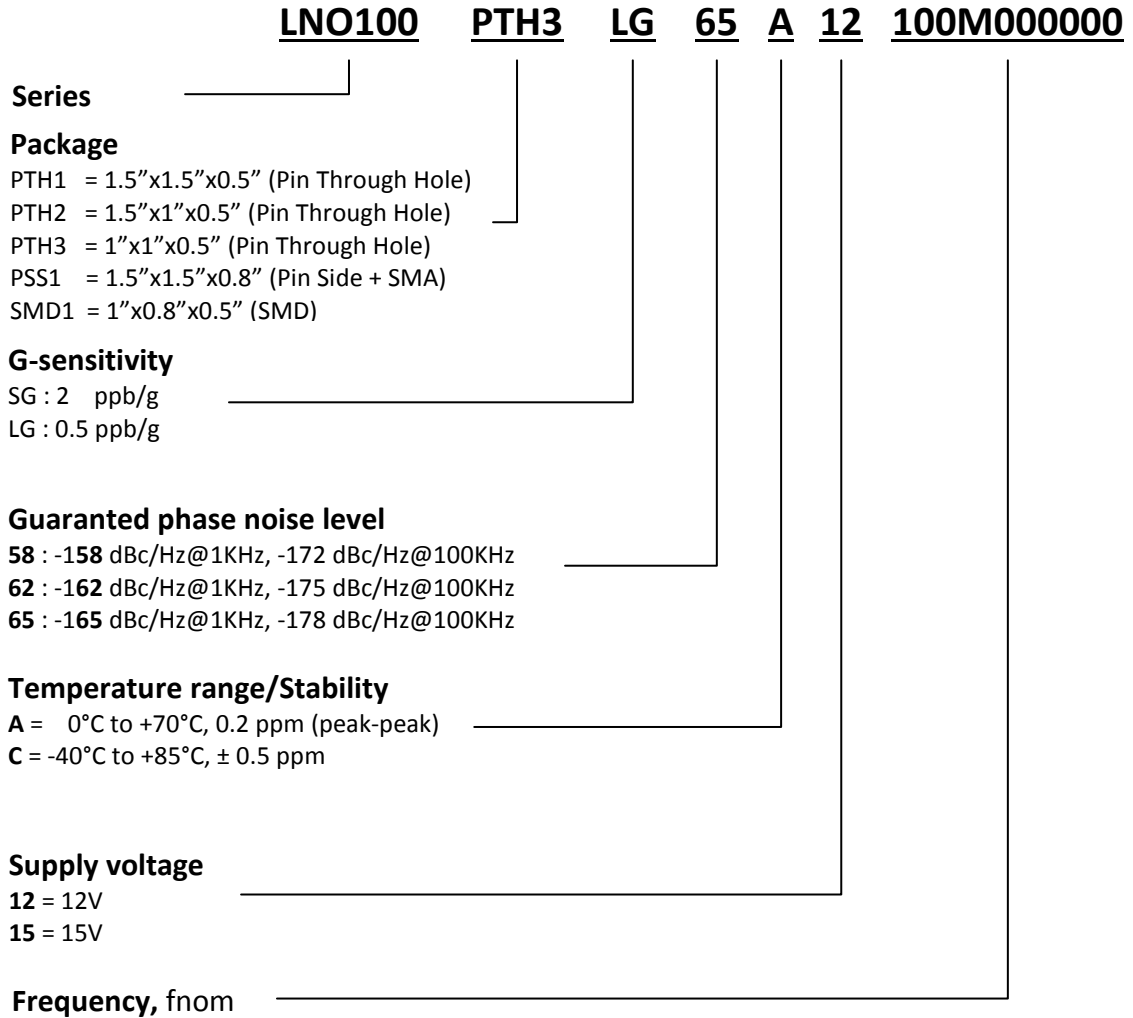 LNO100 PTH3 LG 65 A 12 100M000000
Series
Package
PTH1 = 1.5”x1.5”x0.5” (Pin Through Hole)
PTH2 = 1.5”x1”x0.5” (Pin Through Hole)
PTH3 = 1”x1”x0.5” (Pin Through Hole)
PSS1 = 1.5”x1.5”x0.8” (Pin Side + SMA)
SMD1 = 1”x0.8”x0.5” (SMD)
G-sensitivity
SG : 2 ppb/g
LG : 0.5 ppb/g
Guaranted phase noise level
58 : -158 dBc/Hz@1KHz, -172 dBc/Hz@100KHz
62 : -162 dBc/Hz@1KHz, -175 dBc/Hz@100KHz
65 : -165 dBc/Hz@1KHz, -178 dBc/Hz@100KHz
Temperature range/Stability
A = 0°C to +70°C, 0.2 ppm (peak-peak)
C = -40°C to +85°C, ± 0.5 ppm
Supply voltage
12 = 12V
15 = 15V
Frequency, fnom